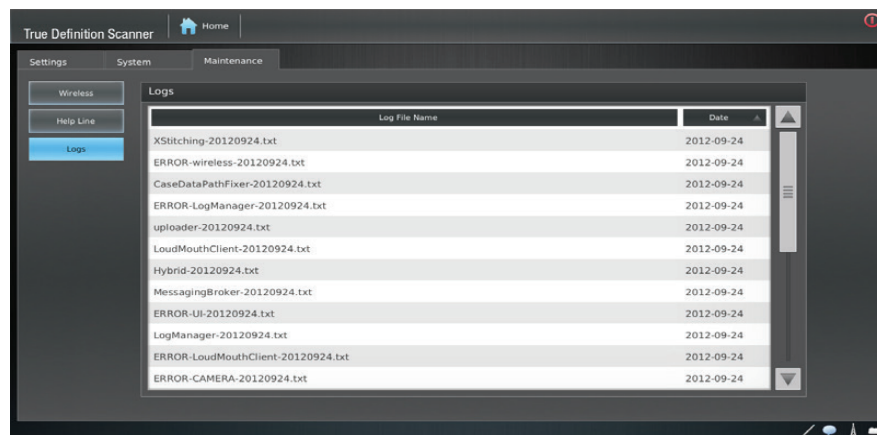 True Definition Scanner Home
Settings System Maintenance
Wireless
Help Line
Logs
Logs
Log File Name Date
XStitching-20120924.txt 2012-09-24
ERROR-wireless-20120924.txt 2012-09-24
CaseDataPathFixer-20120924.txt 2012-09-24
ERROR-LogManager-20120924.txt 2012-09-24
uploader-20120924.txt 2012-09-24
LoudMouthClient-20120924.txt 2012-09-24
Hybrid-20120924.txt 2012-09-24
MessagingBroker-20120924.txt 2012-09-24
ERROR-UI-20120924.txt 2012-09-24
LogManager-20120924.txt 2012-09-24
ERROR-LoudMouthClient-20120924.txt 2012-09-24
ERROR-CAMERA-20120924.txt 2012-09-24